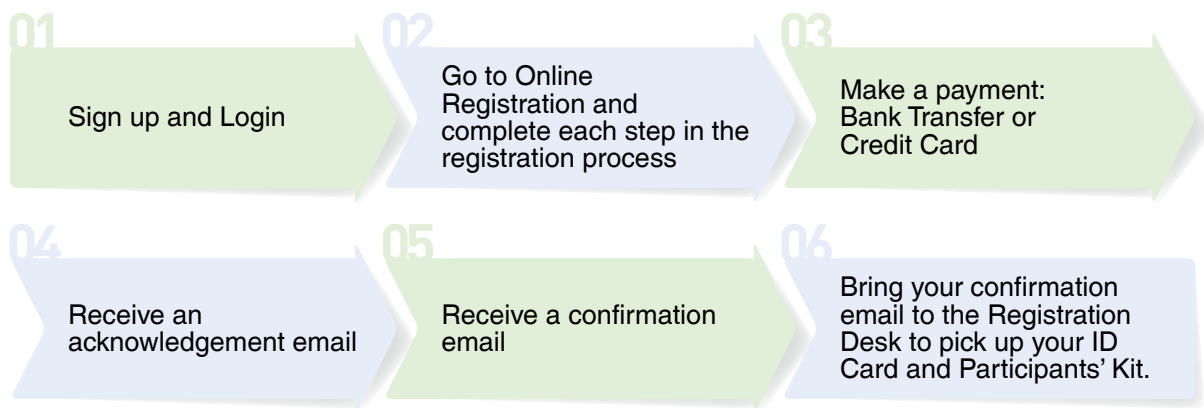 01
Sign up and Login
02
Go to Online
Registration and
complete each step in the
registration process
03
Make a payment:
Bank Transfer or
Credit Card
04
Receive an
acknowledgement email
05
Receive a confirmation
email
06
Bring your confirmation
email to the Registration
Desk to pick up your ID
Card and Participants’ Kit.